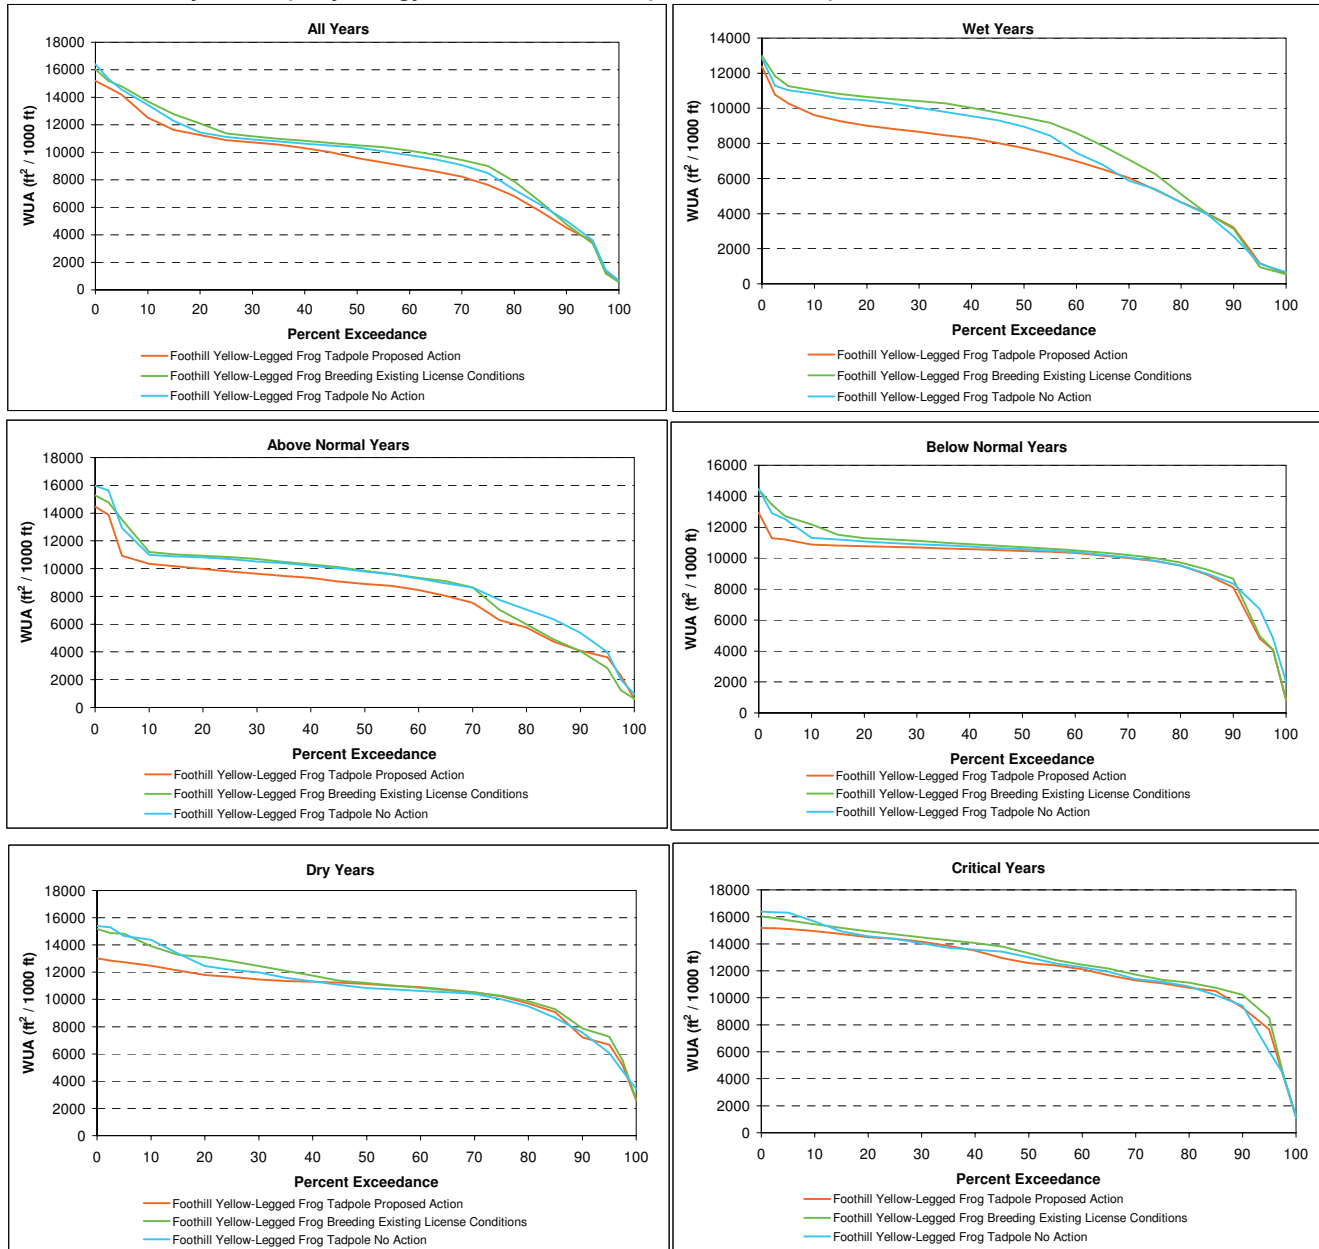 All Years
WUA (ft² / 1000 ft)
18000
16000
14000
12000
10000
8000
6000
4000
2000
0
0 10 20 30 40 50 60 70 80 90 100
Percent Exceedance
Foothill Yellow-Legged Frog Tadpole Proposed Action
Foothill Yellow-Legged Frog Breeding Existing License Conditions
Foothill Yellow-Legged Frog Tadpole No Action
Wet Years
WUA (ft² / 1000 ft)
14000
12000
10000
8000
6000
4000
2000
0
0 10 20 30 40 50 60 70 80 90 100
Percent Exceedance
Foothill Yellow-Legged Frog Tadpole Proposed Action
Foothill Yellow-Legged Frog Breeding Existing License Conditions
Foothill Yellow-Legged Frog Tadpole No Action
Above Normal Years
WUA (ft² / 1000 ft)
18000
16000
14000
12000
10000
8000
6000
4000
2000
0
0 10 20 30 40 50 60 70 80 90 100
Percent Exceedance
Foothill Yellow-Legged Frog Tadpole Proposed Action
Foothill Yellow-Legged Frog Breeding Existing License Conditions
Foothill Yellow-Legged Frog Tadpole No Action
Below Normal Years
WUA (ft² / 1000 ft)
16000
14000
12000
10000
8000
6000
4000
2000
0
0 10 20 30 40 50 60 70 80 90 100
Percent Exceedance
Foothill Yellow-Legged Frog Tadpole Proposed Action
Foothill Yellow-Legged Frog Breeding Existing License Conditions
Foothill Yellow-Legged Frog Tadpole No Action
Dry Years
WUA (ft² / 1000 ft)
18000
16000
14000
12000
10000
8000
6000
4000
2000
0
0 10 20 30 40 50 60 70 80 90 100
Percent Exceedance
Foothill Yellow-Legged Frog Tadpole Proposed Action
Foothill Yellow-Legged Frog Breeding Existing License Conditions
Foothill Yellow-Legged Frog Tadpole No Action
Critical Years
WUA (ft² / 1000 ft)
18000
16000
14000
12000
10000
8000
6000
4000
2000
0
0 10 20 30 40 50 60 70 80 90 100
Percent Exceedance
Foothill Yellow-Legged Frog Tadpole Proposed Action
Foothill Yellow-Legged Frog Breeding Existing License Conditions
Foothill Yellow-Legged Frog Tadpole No Action